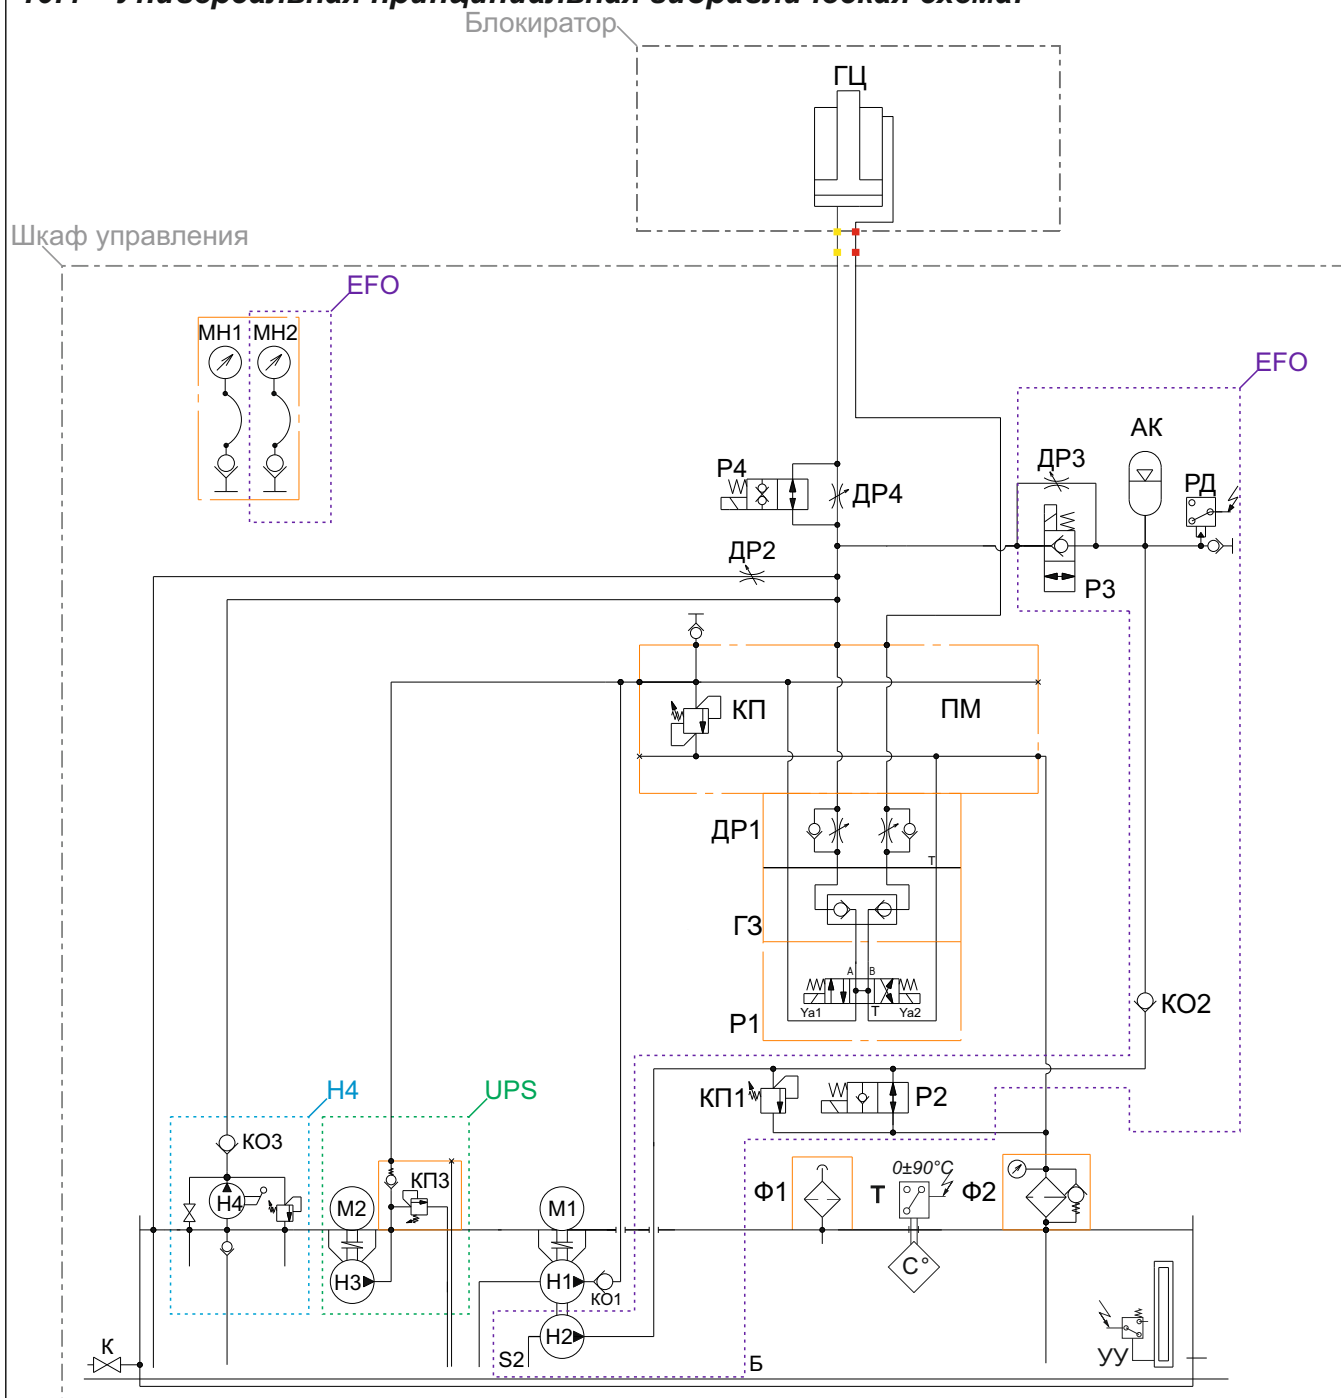 Блокиратор
ГЦ
Шкаф управления
EFO
МН1 МН2
EFO
АК
Р4
ДР3
РД
ДР4
ДР2
Р3
КП
ПМ
ДР1
Т
ГЗ
А В
Ya1 Т Ya2
Р1
КО2
Н4
UPS
КП1
Р2
КО3
КП3
0±90°C
Ф1
Т
Ф2
Н4
М2
М1
С°
Н3
Н1
КО1
Н2
К
S2
Б
УУ